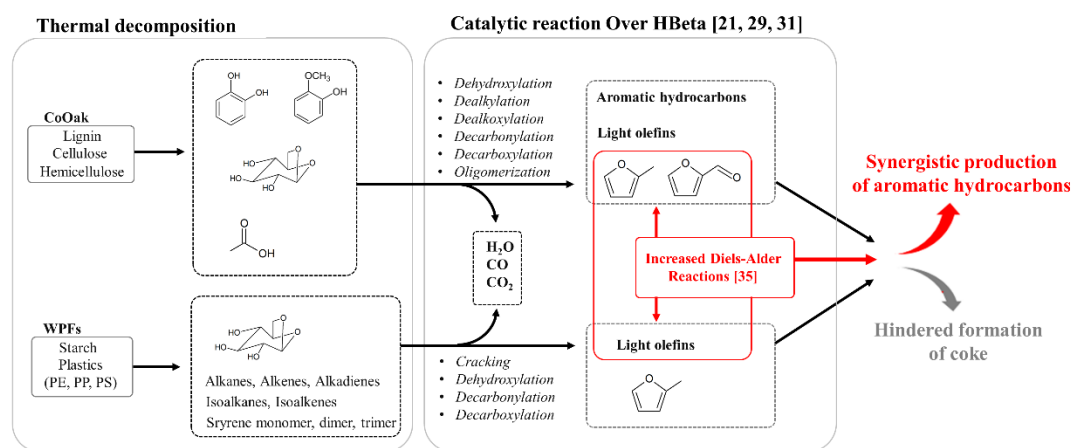 Thermal decomposition
Catalytic reaction Over HBeta [21, 29, 31]
CoOak
Lignin
Cellulose
Hemicellulose
OH
OH
OCH3
OH
O
HO
O
HO
OH
O
OH
• Dehydroxylation
• Dealkylation
• Dealkoxylation
• Decarbonylation
• Decarboxylation
• Oligomerization
H2O
CO
CO2
Aromatic hydrocarbons
Light olefins
O
O
O
Increased Diels-Alder
Reactions [35]
Synergistic production
of aromatic hydrocarbons
Hindered formation
of coke
WPFs
Starch
Plastics
(PE, PP, PS)
O
HO
O
HO
OH
Alkanes, Alkenes, Alkadienes
Isoalkanes, Isoalkenes
Sryrene monomer, dimer, trimer
• Cracking
• Dehydroxylation
• Decarbonylation
• Decarboxylation
Light olefins
O